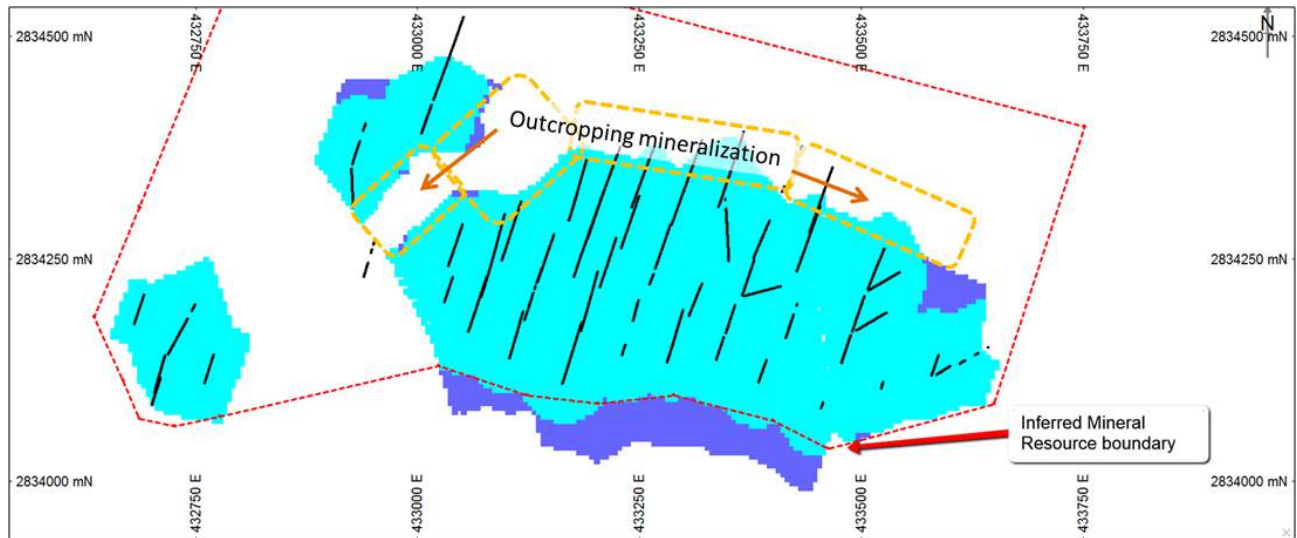 432750 E
433000 E
433250 E
433500 E
433750 E
N
2834500 mN
2834500 mN
Outcropping mineralization
2834250 mN
2834250 mN
Inferred Mineral
Resource boundary
2834000 mN
2834000 mN
432250 E
433000 E
433250 E
433500 E
433750 E